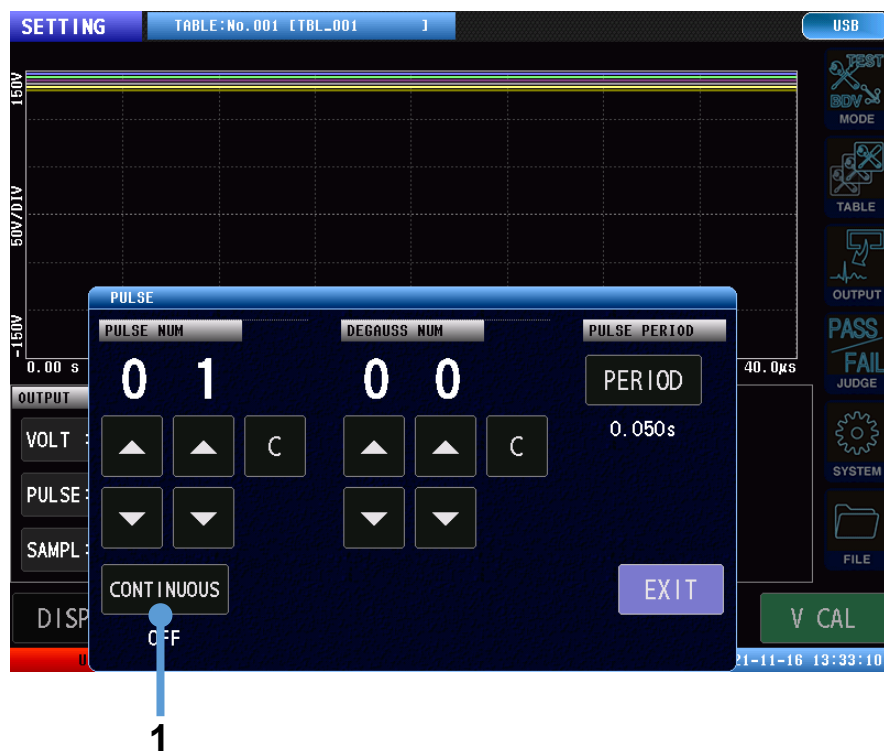 SETTING
TABLE:No.001 [TBL_001 ]
USB
150V
50V/DIV
-150V
0.00 s
40.0µs
TEST
BDV
MODE
TABLE
OUTPUT
PASS
FAIL
JUDGE
SYSTEM
FILE
OUTPUT
VOLT :
PULSE:
SAMPL:
DISP
V CAL
PULSE
PULSE NUM
DEGAUSS NUM
PULSE PERIOD
0 1
0 0
PERIOD
C
C
0.050s
CONTINUOUS
OFF
EXIT
U
21-11-16 13:33:10
1